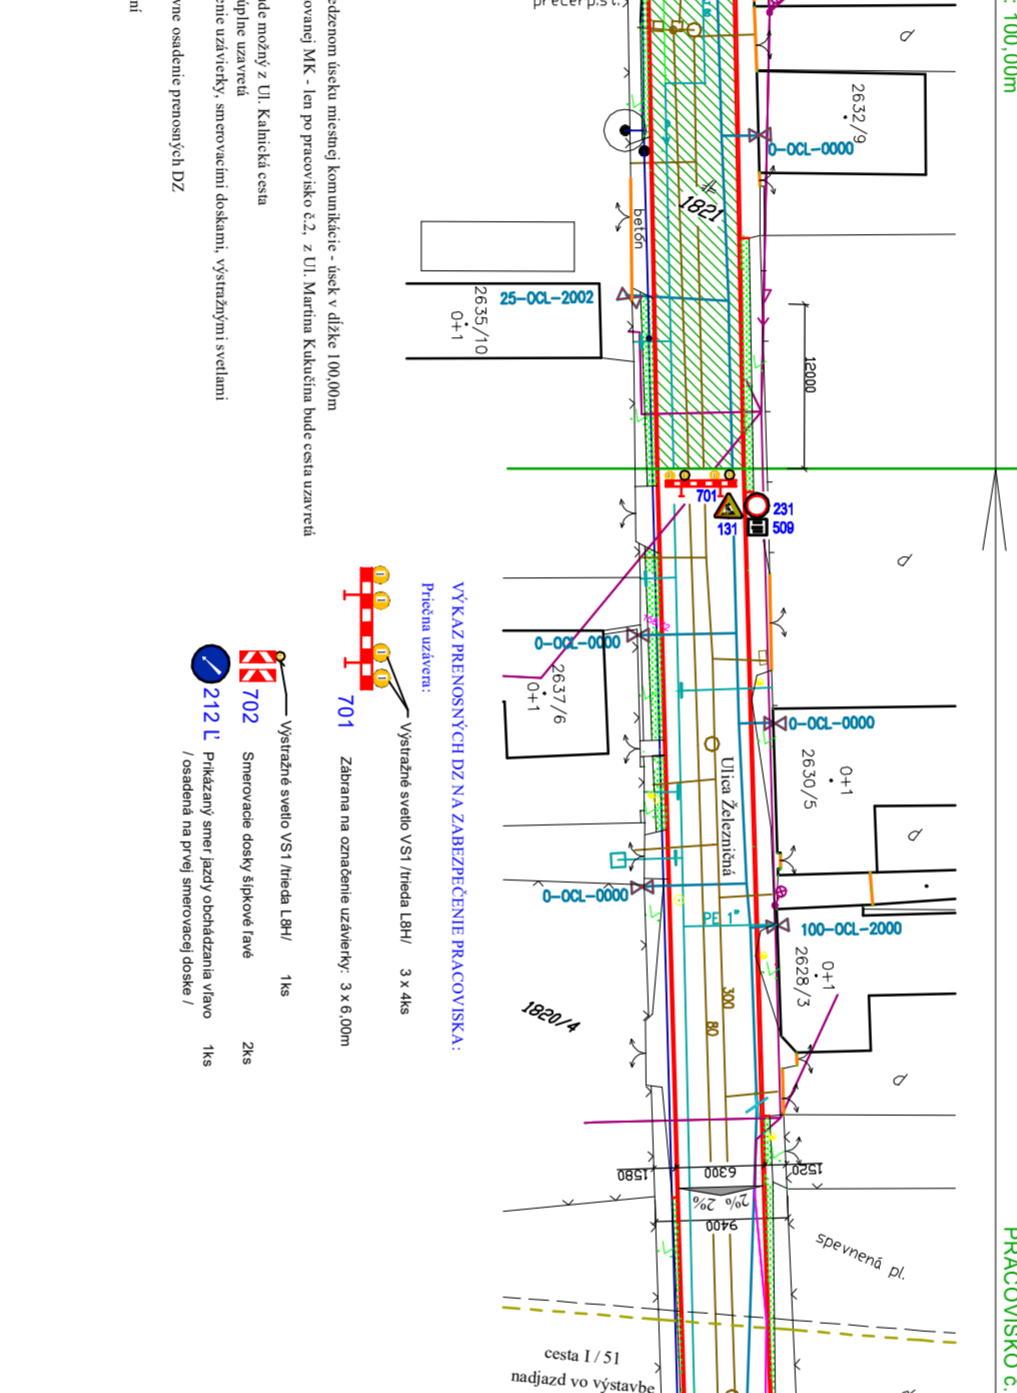 : 100,00m
PRACOVISKO č.
prečerp.st.
2632/9
0-OCL-0000
1821
betón
25-OCL-2002
2635/10
0+1
12000
701
131
231
509
0-OCL-0000
2637/6
0+1
0-OCL-0000
Ulica Železničná
0+1
2630/5
0-OCL-0000
PE 1"
100-OCL-2000
0+1
2628/3
300
80
1820/4
1580
6300
1520
2% 2%
9400
spevnená pl.
cesta I / 51
nadjazd vo výstavbe
edzenom úseku miestnej komunikácie - úsek v dĺžke 100,00m
ovanej MK - len po pracovisko č.2, z Ul. Martina Kukučína bude cesta uzavretá
de možný z Ul. Kalnická cesta
úplne uzavretá
enie uzávierky, smerovacími doskami, výstražnými svetlami
vne osadenie prenosných DZ
ní
VÝKAZ PRENOSNÝCH DZ NA ZABEZPEČENIE PRACOVISKA:
Priečna uzávera:
Výstražné svetlo VS1 /trieda L8H/ 3 x 4ks
701 Zábrana na označenie uzávierky: 3 x 6,00m
Výstražné svetlo VS1 /trieda L8H/ 1ks
702 Smerovacie dosky šípkové ľavé 2ks
212 Ľ Prikázaný smer jazdy obchádzania vľavo 1ks
/ osadená na prvej smerovacej doske /